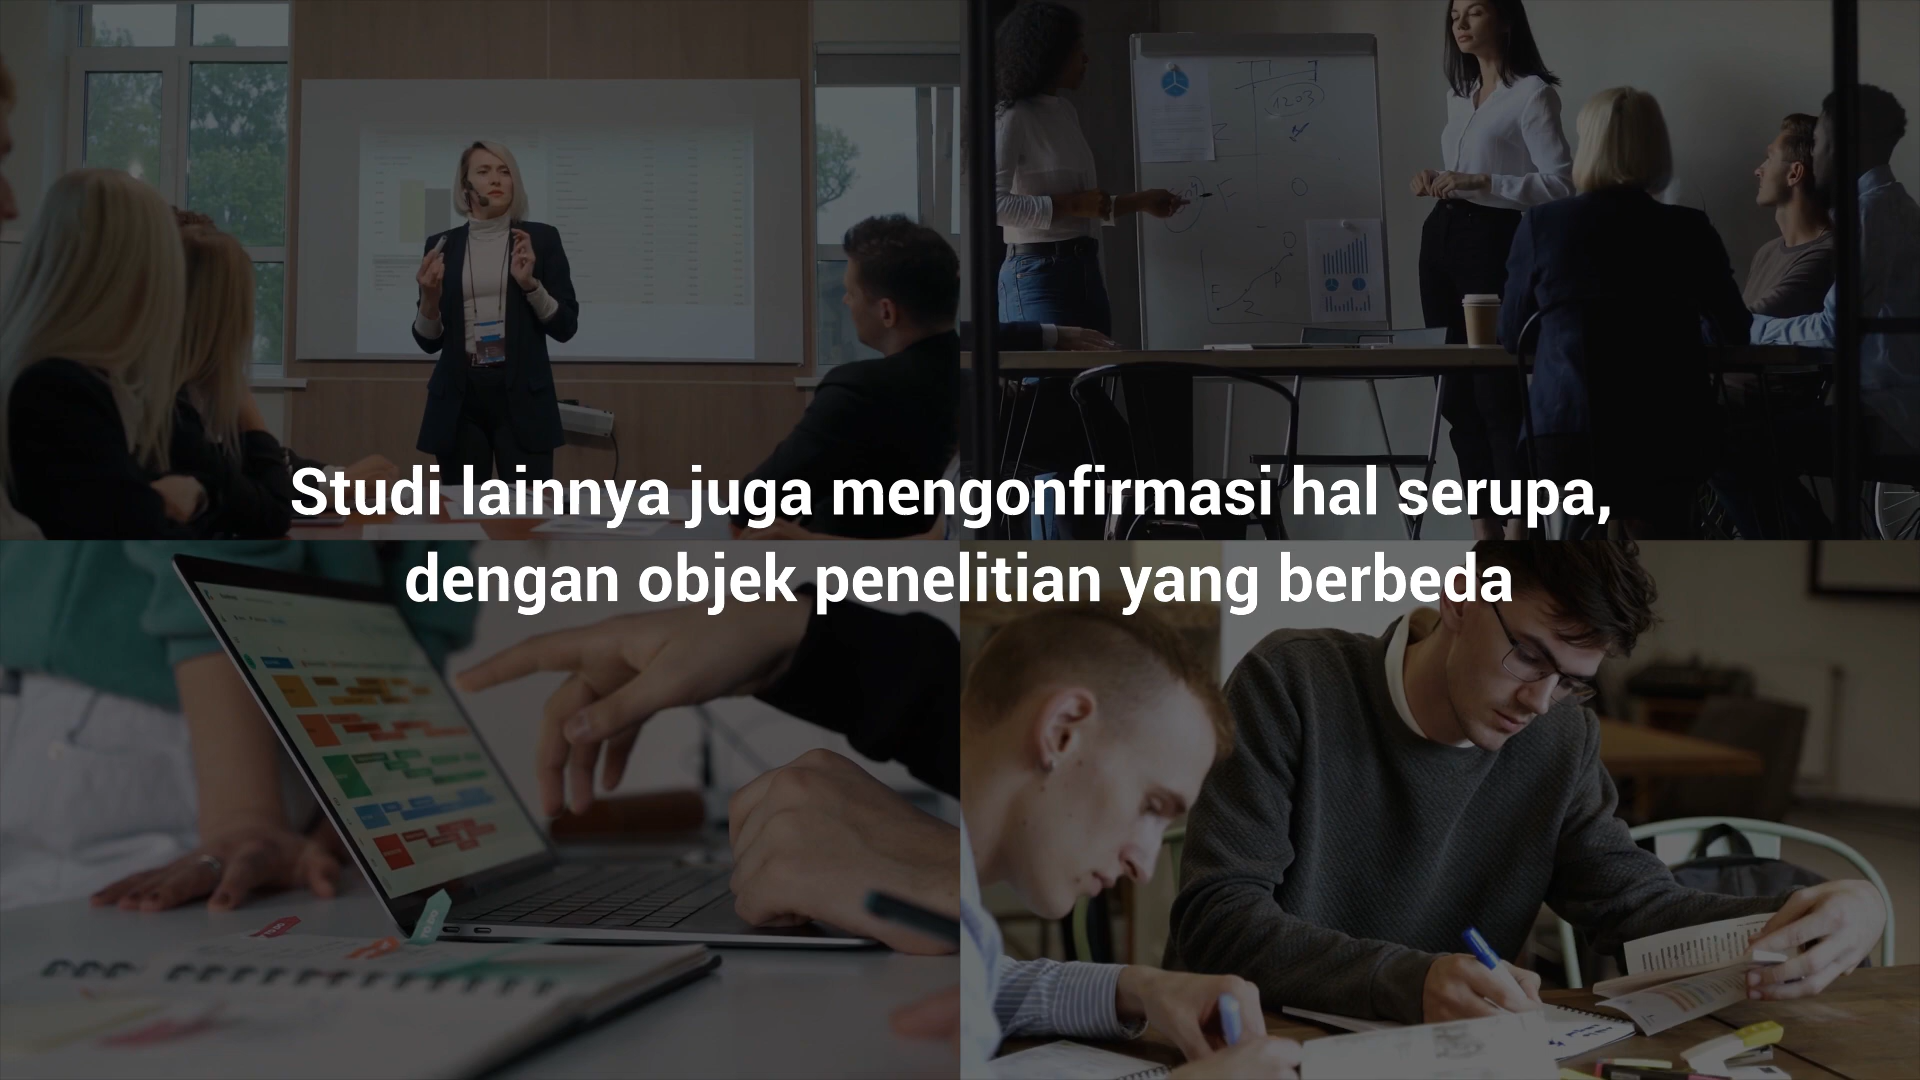 Studi lainnya juga mengonfirmasi hal serupa,
dengan objek penelitian yang berbeda